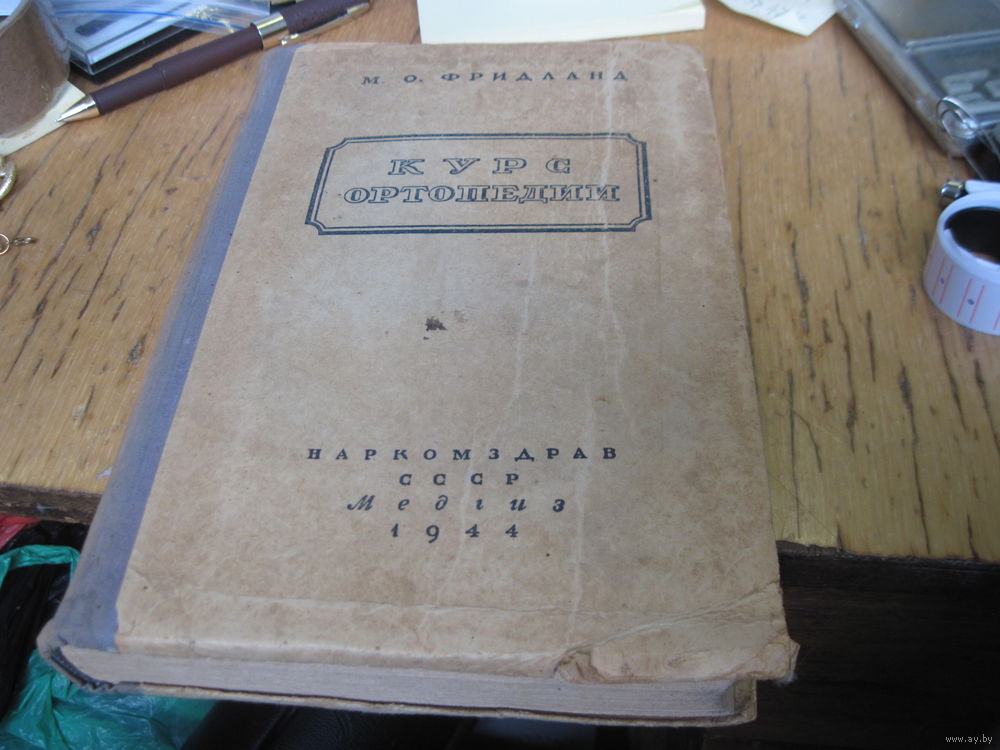 М. О. ФРИДЛАНД
КУРС
ОРТОПЕДИИ
НАРКОМЗДРАВ
СССР
Медгиз
1944
www.ay.by